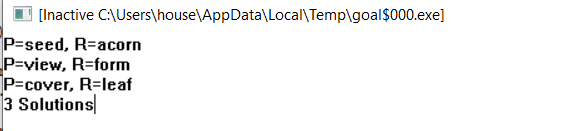 [Inactive C:\Users\house\AppData\Local\Temp\goal$000.exe]
P=seed, R=acorn
P=view, R=form
P=cover, R=leaf
3 Solutions